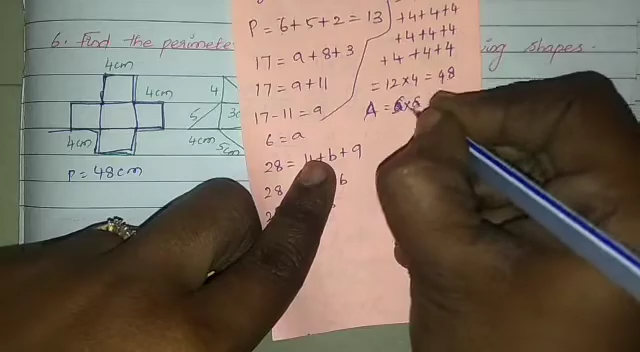 6. Find the perimete
ing shapes.
4cm
4cm
4cm
P = 48cm
4
5
4cm
5cm
P = 6+5+2 = 13
17 = a+8+3
17 = a+11
17-11 = a
6 = a
28 = 11+b+9
28
b
+4+4+4
+4+4+4
+4+4+4
= 12×4 = 48
A =